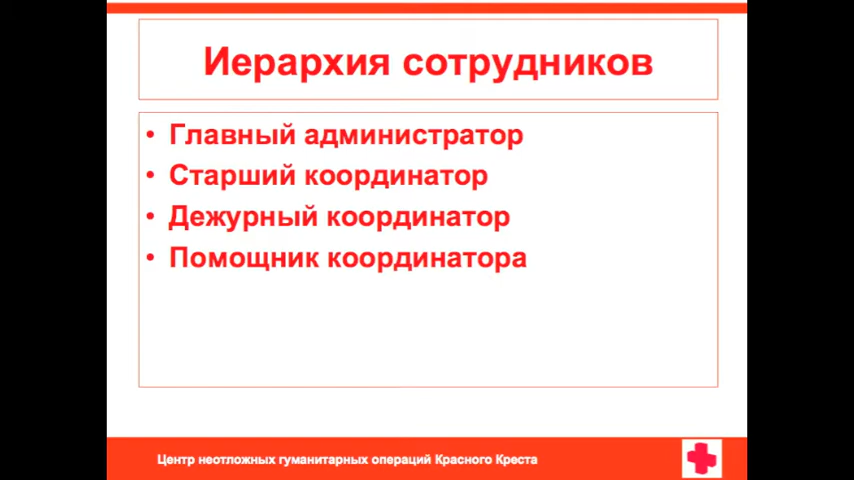 Иерархия сотрудников
• Главный администратор
• Старший координатор
• Дежурный координатор
• Помощник координатора
Центр неотложных гуманитарных операций Красного Креста